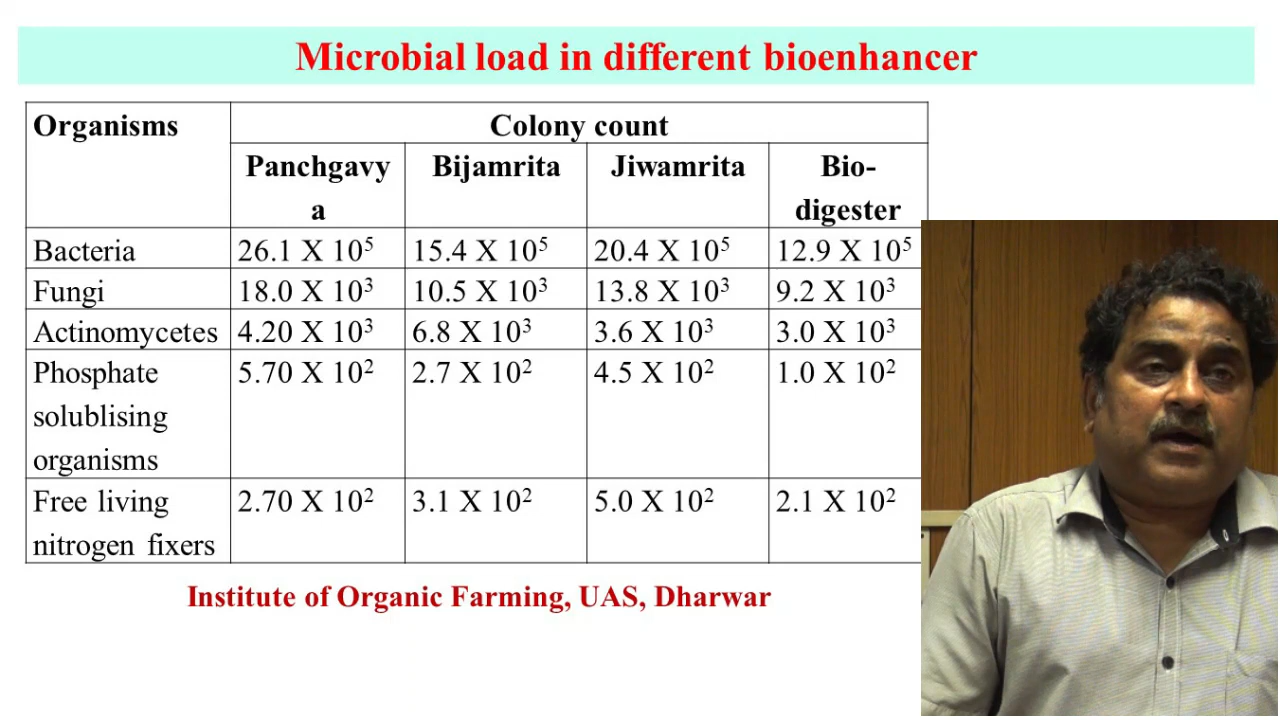 Microbial load in different bioenhancer
Organisms
Colony count
Panchgavy
a
Bijamrita
Jiwamrita
Bio-
digester
Bacteria 26.1 X 10⁵ 15.4 X 10⁵ 20.4 X 10⁵ 12.9 X 10⁵
Fungi 18.0 X 10³ 10.5 X 10³ 13.8 X 10³ 9.2 X 10³
Actinomycetes 4.20 X 10³ 6.8 X 10³ 3.6 X 10³ 3.0 X 10³
Phosphate 5.70 X 10² 2.7 X 10² 4.5 X 10² 1.0 X 10²
solublising
organisms
Free living 2.70 X 10² 3.1 X 10² 5.0 X 10² 2.1 X 10²
nitrogen fixers
Institute of Organic Farming, UAS, Dharwar